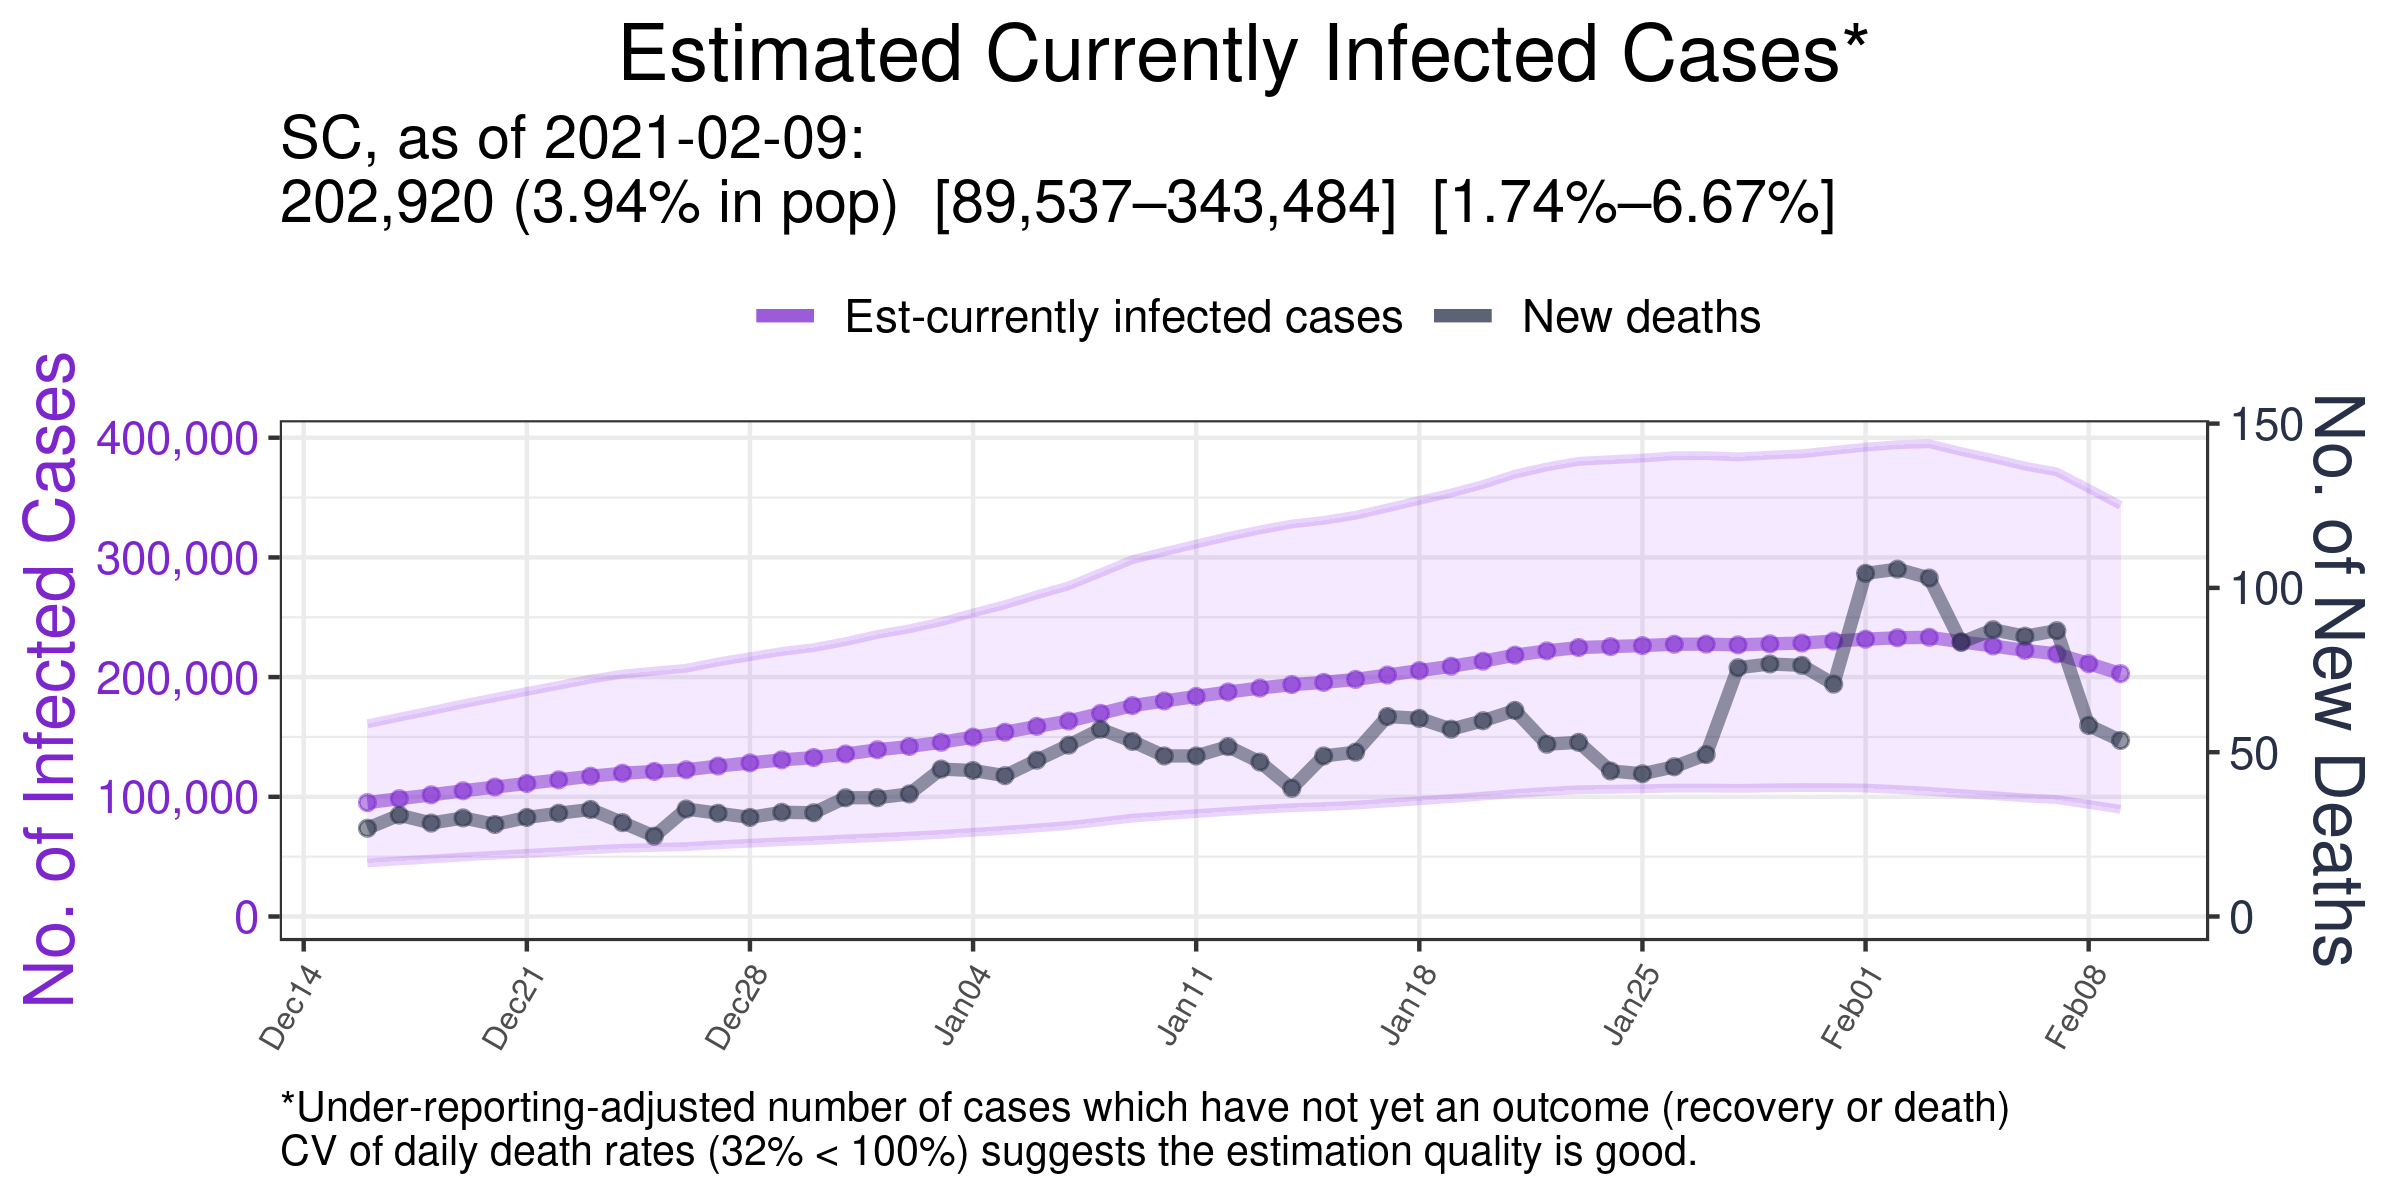 Estimated Currently Infected Cases*
SC, as of 2021-02-09:
202,920 (3.94% in pop)  [89,537–343,484]  [1.74%–6.67%]
Est-currently infected cases
New deaths
No. of Infected Cases
400,000
300,000
200,000
100,000
0
150
100
50
0
No. of New Deaths
Dec14
Dec21
Dec28
Jan04
Jan11
Jan18
Jan25
Feb01
Feb08
*Under-reporting-adjusted number of cases which have not yet an outcome (recovery or death)
CV of daily death rates (32% < 100%) suggests the estimation quality is good.